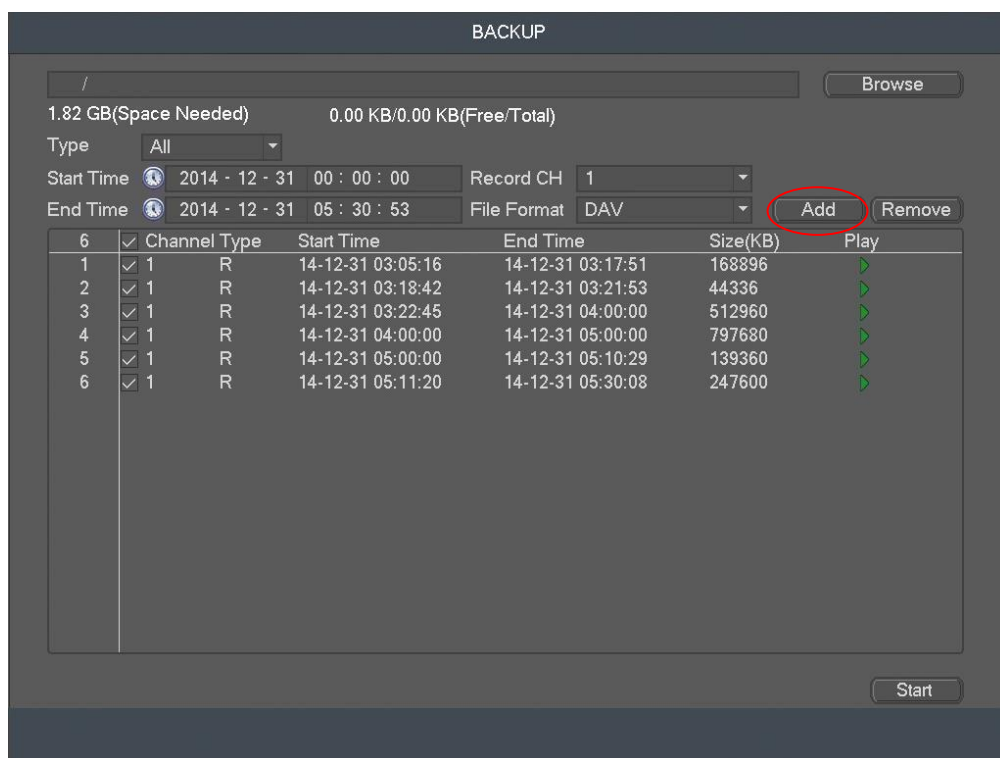 BACKUP
/ Browse
1.82 GB(Space Needed) 0.00 KB/0.00 KB(Free/Total)
Type All
Start Time 2014 - 12 - 31 00 : 00 : 00 Record CH 1
End Time 2014 - 12 - 31 05 : 30 : 53 File Format DAV Add Remove
6 Channel Type Start Time End Time Size(KB) Play
1 1 R 14-12-31 03:05:16 14-12-31 03:17:51 168896
2 1 R 14-12-31 03:18:42 14-12-31 03:21:53 44336
3 1 R 14-12-31 03:22:45 14-12-31 04:00:00 512960
4 1 R 14-12-31 04:00:00 14-12-31 05:00:00 797680
5 1 R 14-12-31 05:00:00 14-12-31 05:10:29 139360
6 1 R 14-12-31 05:11:20 14-12-31 05:30:08 247600
Start